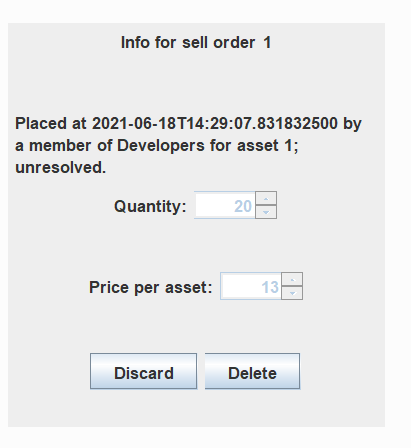 Info for sell order 1
Placed at 2021-06-18T14:29:07.831832500 by
a member of Developers for asset 1;
unresolved.
Quantity: 20
Price per asset: 13
Discard Delete